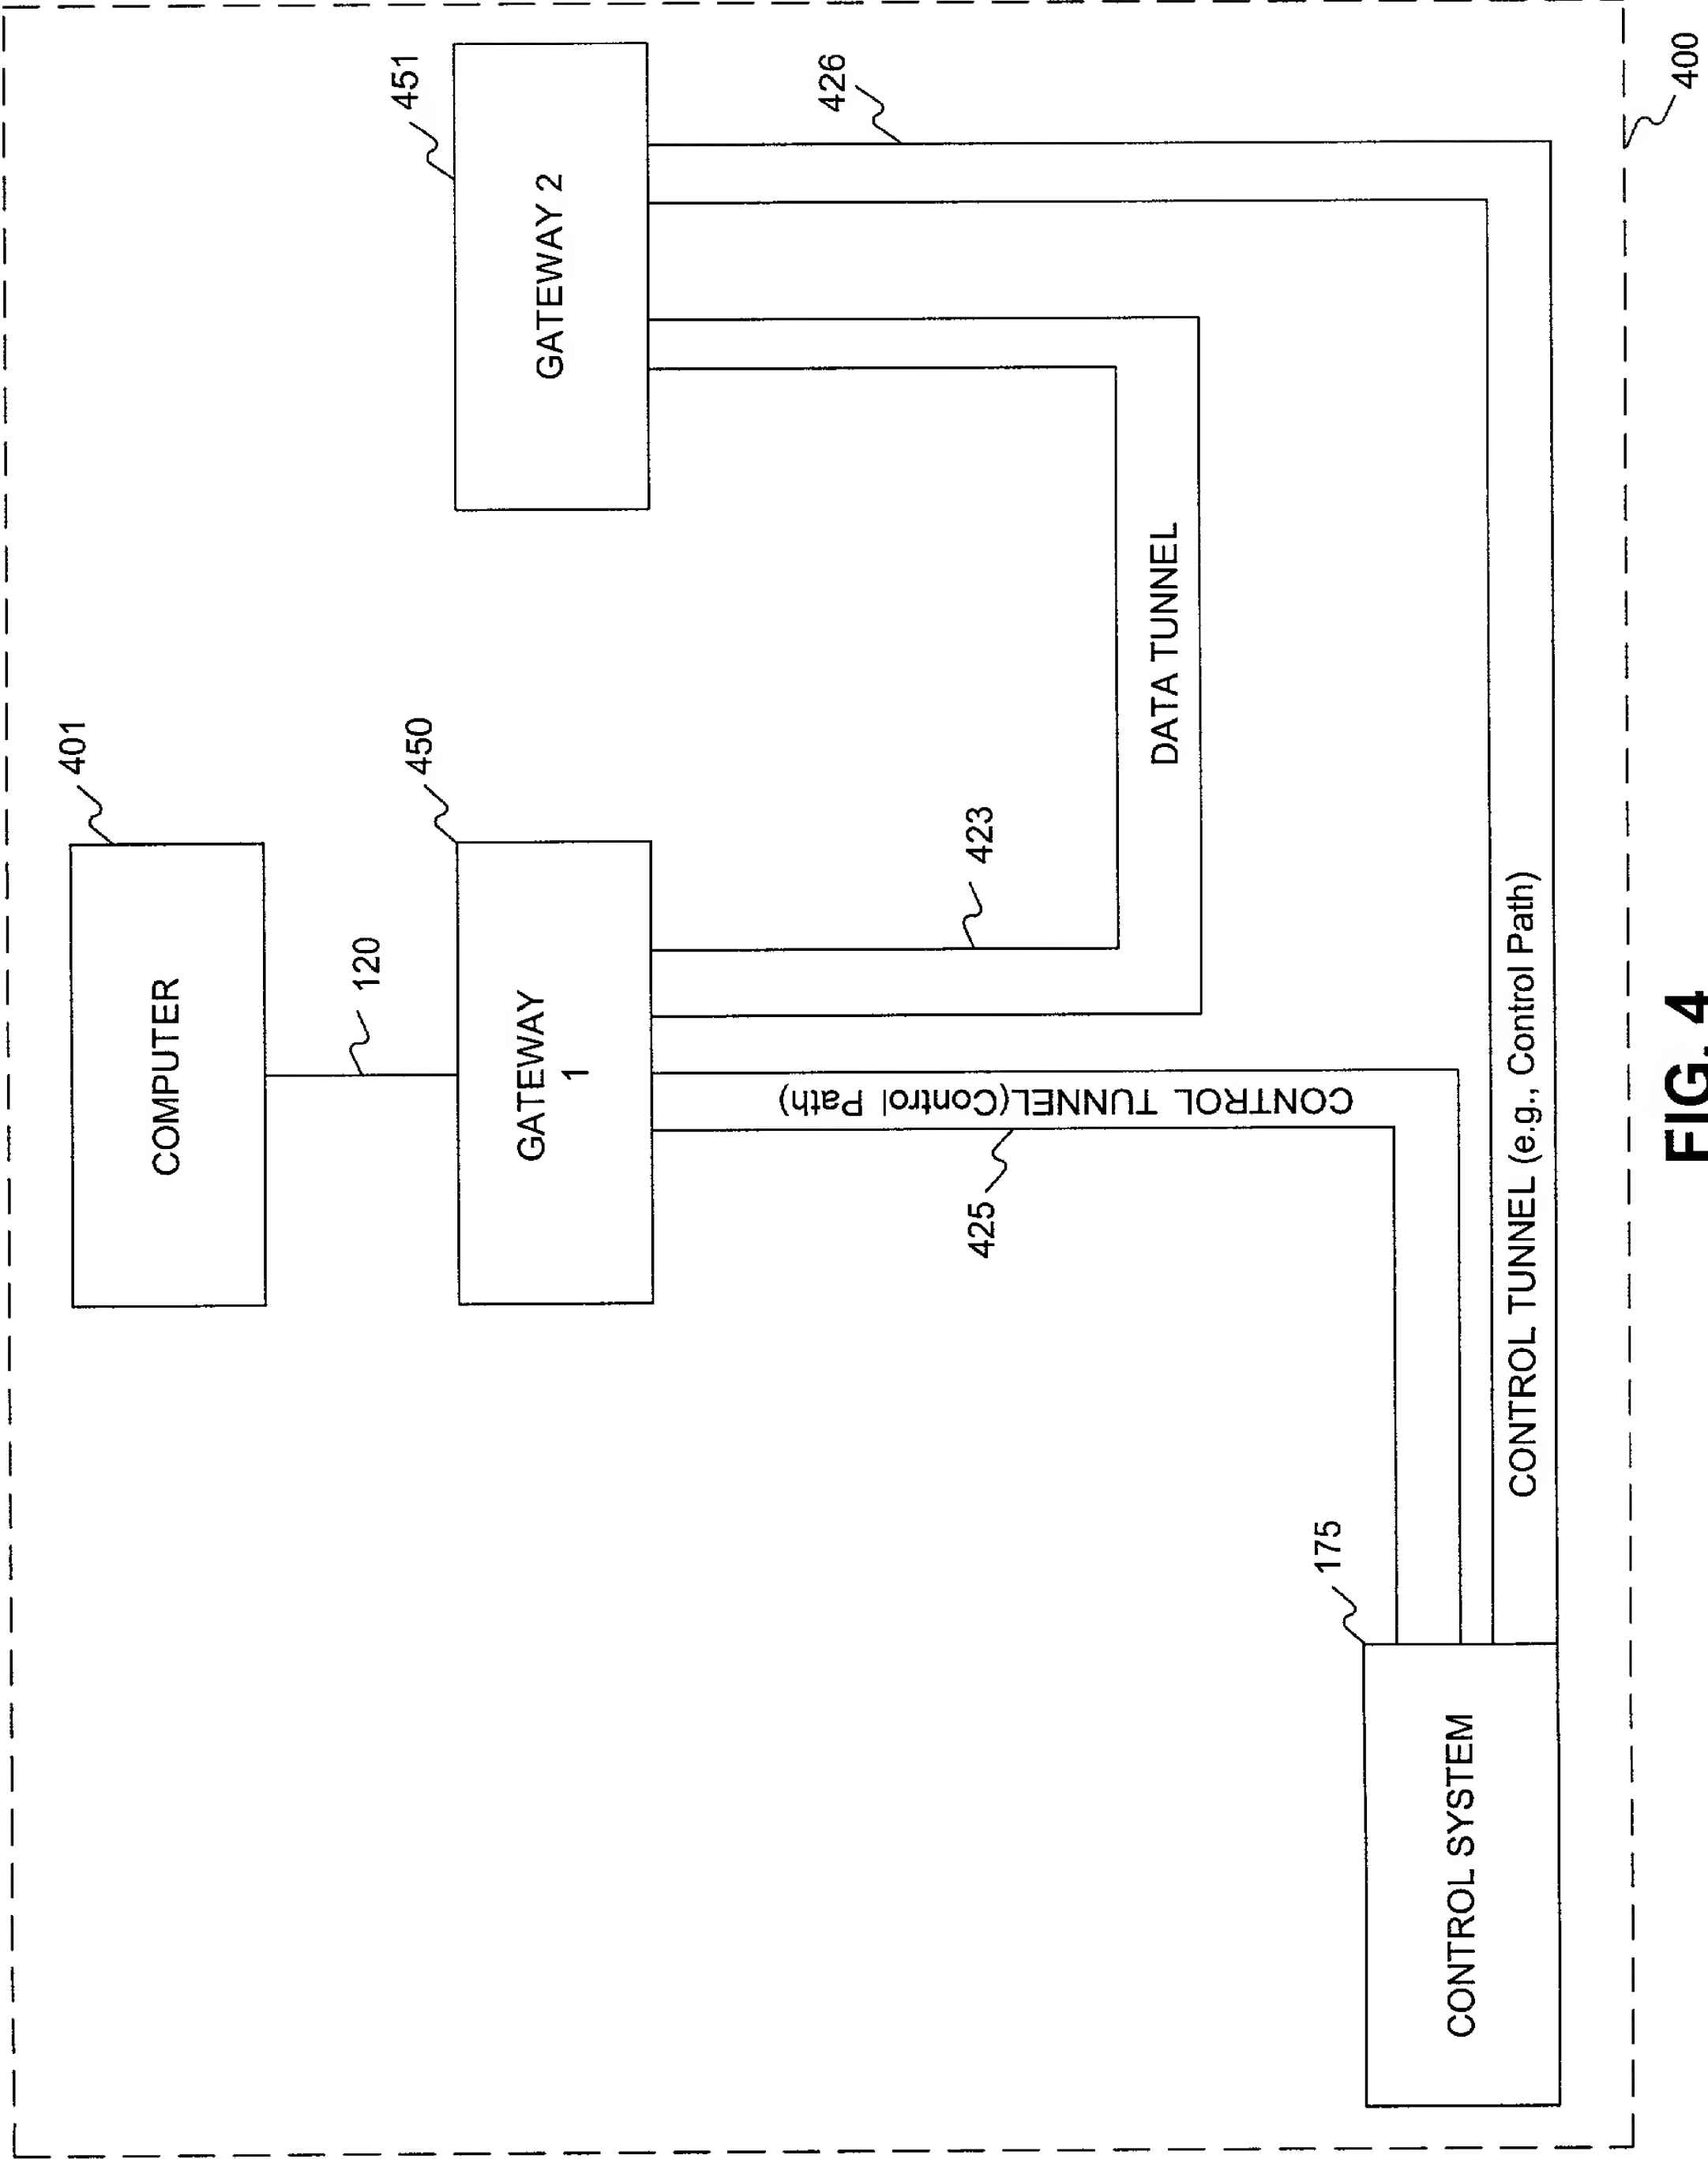 401
COMPUTER
120
450
GATEWAY
1
451
GATEWAY 2
426
423
425
CONTROL TUNNEL(Control Path)
DATA TUNNEL
175
CONTROL SYSTEM
CONTROL TUNNEL (e.g., Control Path)
400
FIG. 4